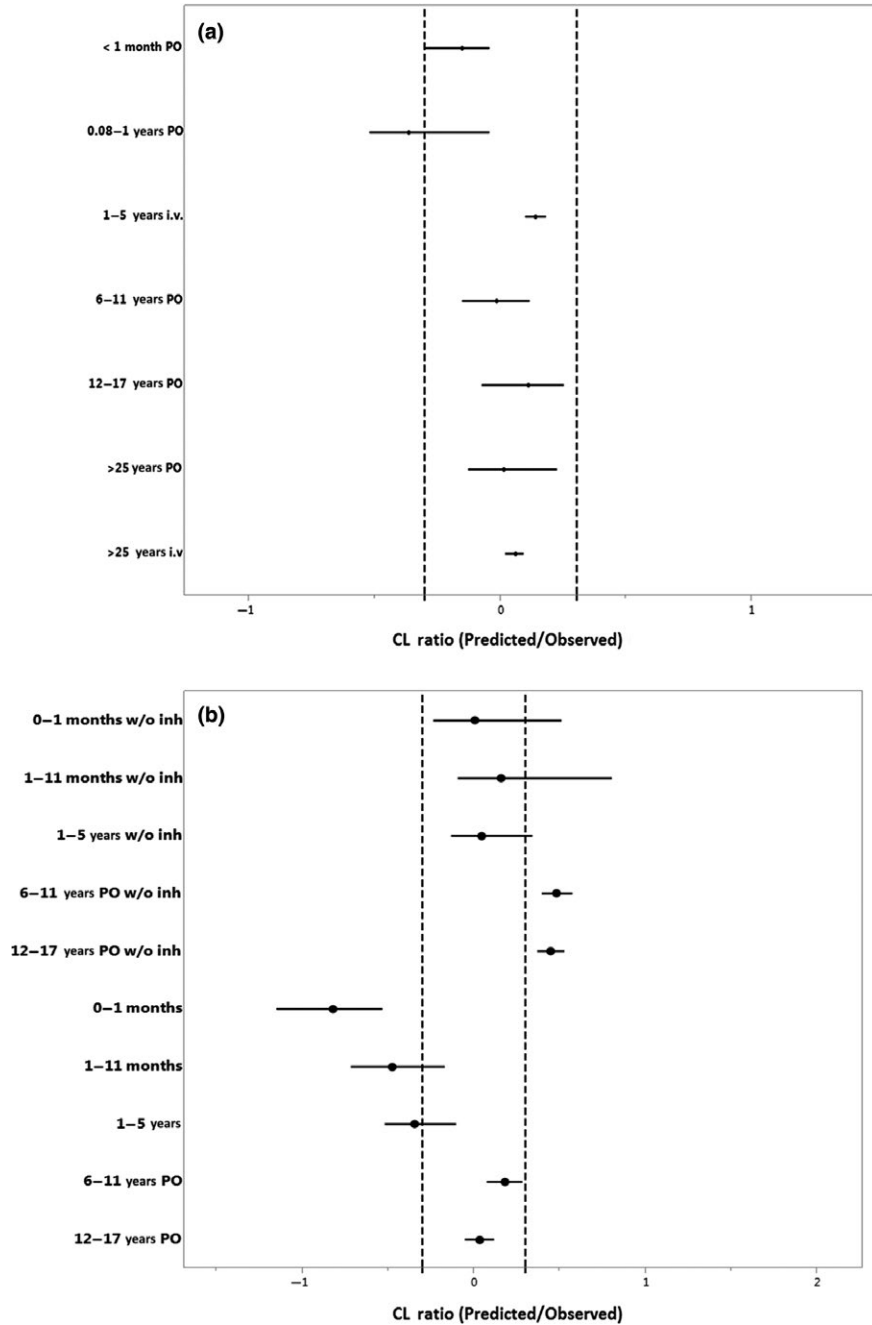 (a)
< 1 month PO
0.08–1 years PO
1–5 years i.v.
6–11 years PO
12–17 years PO
>25 years PO
>25 years i.v
–1 0 1
CL ratio (Predicted/Observed)
(b)
0–1 months w/o inh
1–11 months w/o inh
1–5 years w/o inh
6–11 years PO w/o inh
12–17 years PO w/o inh
0–1 months
1–11 months
1–5 years
6–11 years PO
12–17 years PO
–1 0 1 2
CL ratio (Predicted/Observed)